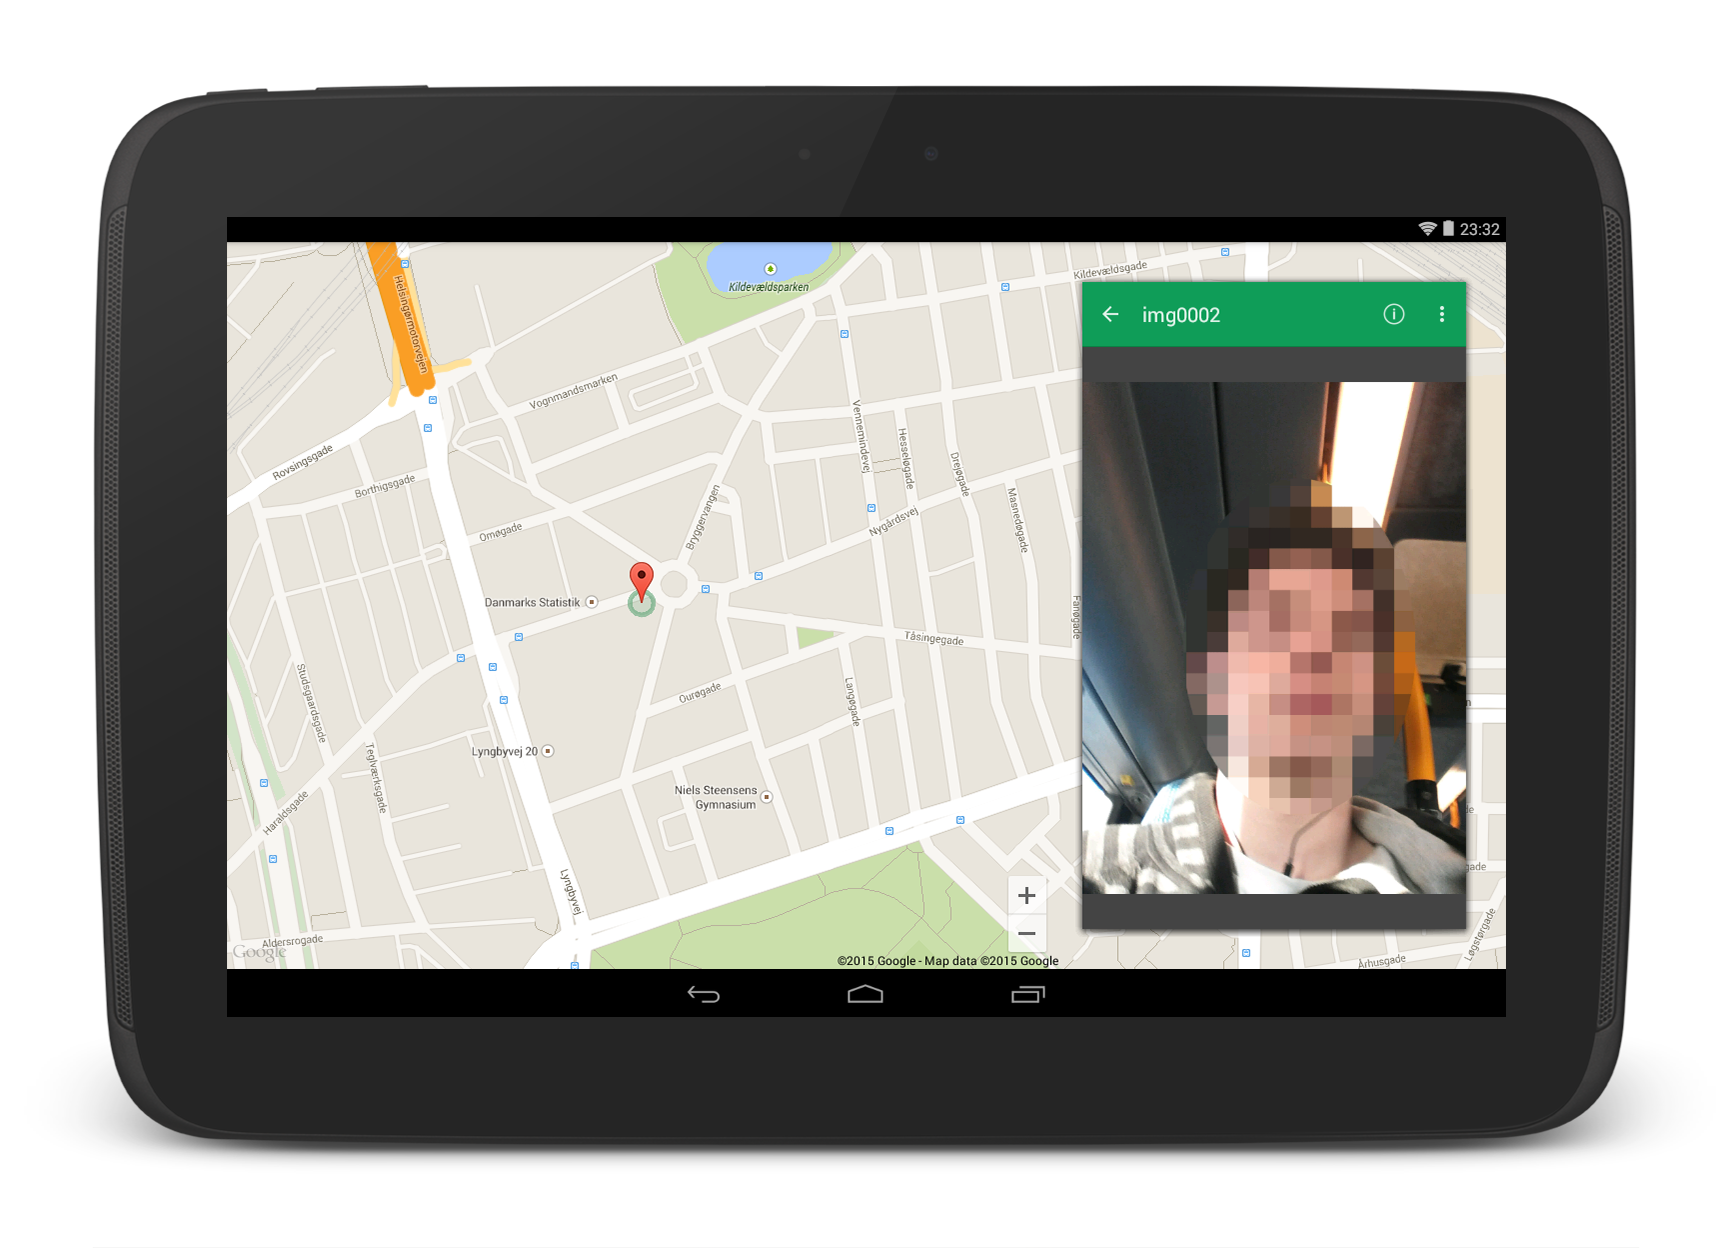 23:32
Kildevældsgade
Kildevældsparken
Helsingørmotorvejen
img0002
Vognmandsmarken
Vennemindevej
Hesseløgade
Drejøgade
Masnedøgade
Rovsingsgade
Borthigsgade
Bryggervangen
Nygårdsvej
Omøgade
Danmarks Statistik
Fanøgade
Tåsingegade
Studsgaardsgade
Ourøgade
Langøgade
Teglværksgade
Lyngbyvej 20
Niels Steensens
Gymnasium
Haraldsgade
Lyngbyvej
Aldersrogade
Google
©2015 Google - Map data ©2015 Google
Århusgade
Løgstørgade